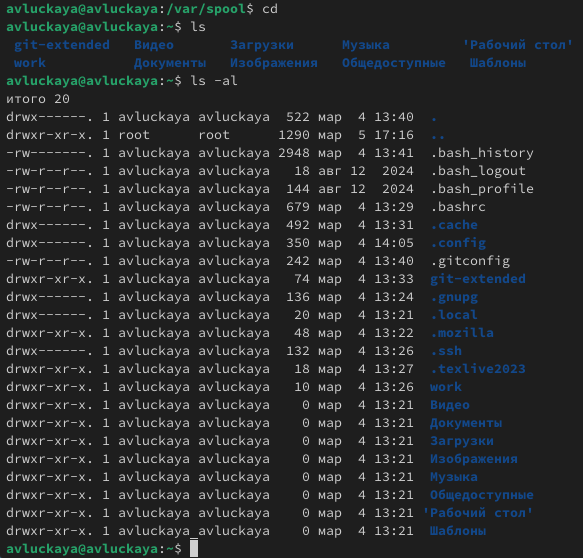 avluckaya@avluckaya:/var/spool$ cd
avluckaya@avluckaya:~$ ls
git-extended Видео Загрузки Музыка 'Рабочий стол'
work Документы Изображения Общедоступные Шаблоны
avluckaya@avluckaya:~$ ls -al
итого 20
drwx------. 1 avluckaya avluckaya 522 мар 4 13:40 .
drwxr-xr-x. 1 root root 1290 мар 5 17:16 ..
-rw-------. 1 avluckaya avluckaya 2948 мар 4 13:41 .bash_history
-rw-r--r--. 1 avluckaya avluckaya 18 авг 12 2024 .bash_logout
-rw-r--r--. 1 avluckaya avluckaya 144 авг 12 2024 .bash_profile
-rw-r--r--. 1 avluckaya avluckaya 679 мар 4 13:29 .bashrc
drwx------. 1 avluckaya avluckaya 492 мар 4 13:31 .cache
drwx------. 1 avluckaya avluckaya 350 мар 4 14:05 .config
-rw-r--r--. 1 avluckaya avluckaya 242 мар 4 13:40 .gitconfig
drwxr-xr-x. 1 avluckaya avluckaya 74 мар 4 13:33 git-extended
drwx------. 1 avluckaya avluckaya 136 мар 4 13:24 .gnupg
drwx------. 1 avluckaya avluckaya 20 мар 4 13:21 .local
drwxr-xr-x. 1 avluckaya avluckaya 48 мар 4 13:22 .mozilla
drwx------. 1 avluckaya avluckaya 132 мар 4 13:26 .ssh
drwxr-xr-x. 1 avluckaya avluckaya 18 мар 4 13:27 .texlive2023
drwxr-xr-x. 1 avluckaya avluckaya 10 мар 4 13:26 work
drwxr-xr-x. 1 avluckaya avluckaya 0 мар 4 13:21 Видео
drwxr-xr-x. 1 avluckaya avluckaya 0 мар 4 13:21 Документы
drwxr-xr-x. 1 avluckaya avluckaya 0 мар 4 13:21 Загрузки
drwxr-xr-x. 1 avluckaya avluckaya 0 мар 4 13:21 Изображения
drwxr-xr-x. 1 avluckaya avluckaya 0 мар 4 13:21 Музыка
drwxr-xr-x. 1 avluckaya avluckaya 0 мар 4 13:21 Общедоступные
drwxr-xr-x. 1 avluckaya avluckaya 0 мар 4 13:21 'Рабочий стол'
drwxr-xr-x. 1 avluckaya avluckaya 0 мар 4 13:21 Шаблоны
avluckaya@avluckaya:~$